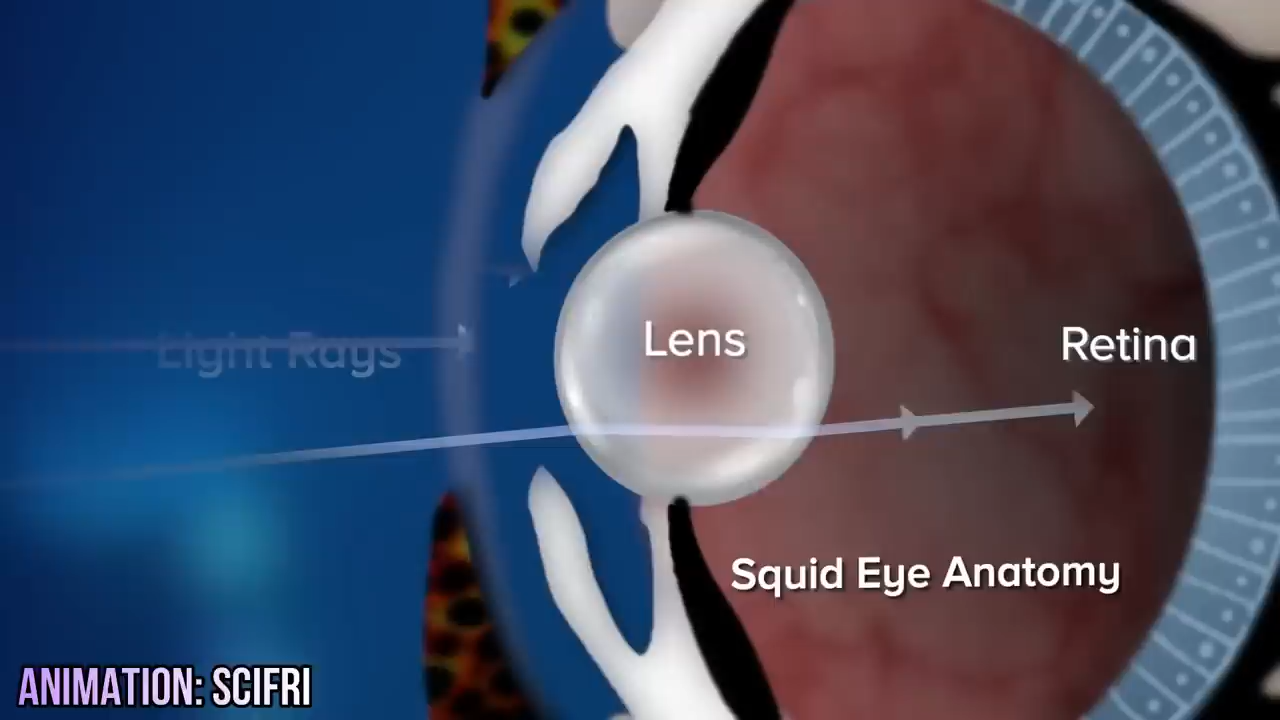 Lens
Retina
Light Rays
Squid Eye Anatomy
ANIMATION: SCIFRI